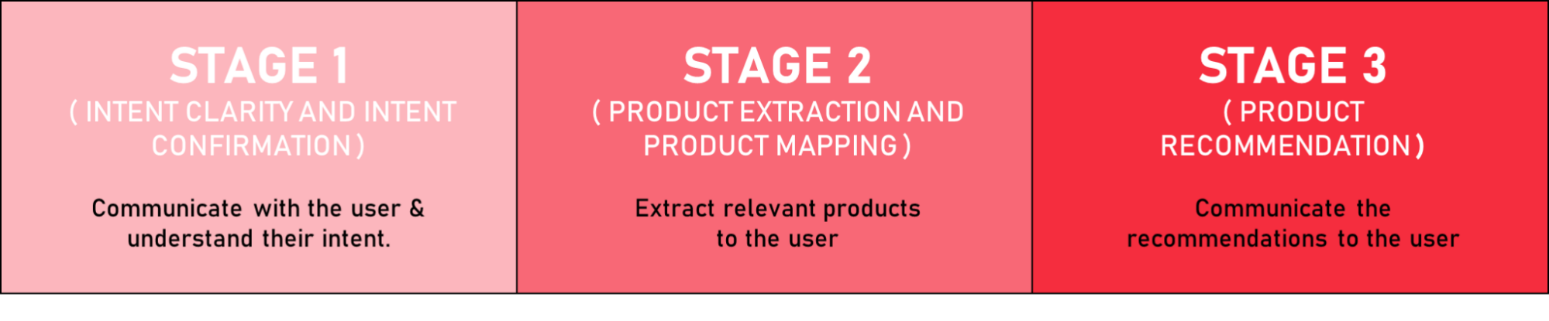 STAGE 1
( INTENT CLARITY AND INTENT
CONFIRMATION )
Communicate with the user &
understand their intent.
STAGE 2
( PRODUCT EXTRACTION AND
PRODUCT MAPPING )
Extract relevant products
to the user
STAGE 3
( PRODUCT
RECOMMENDATION )
Communicate the
recommendations to the user